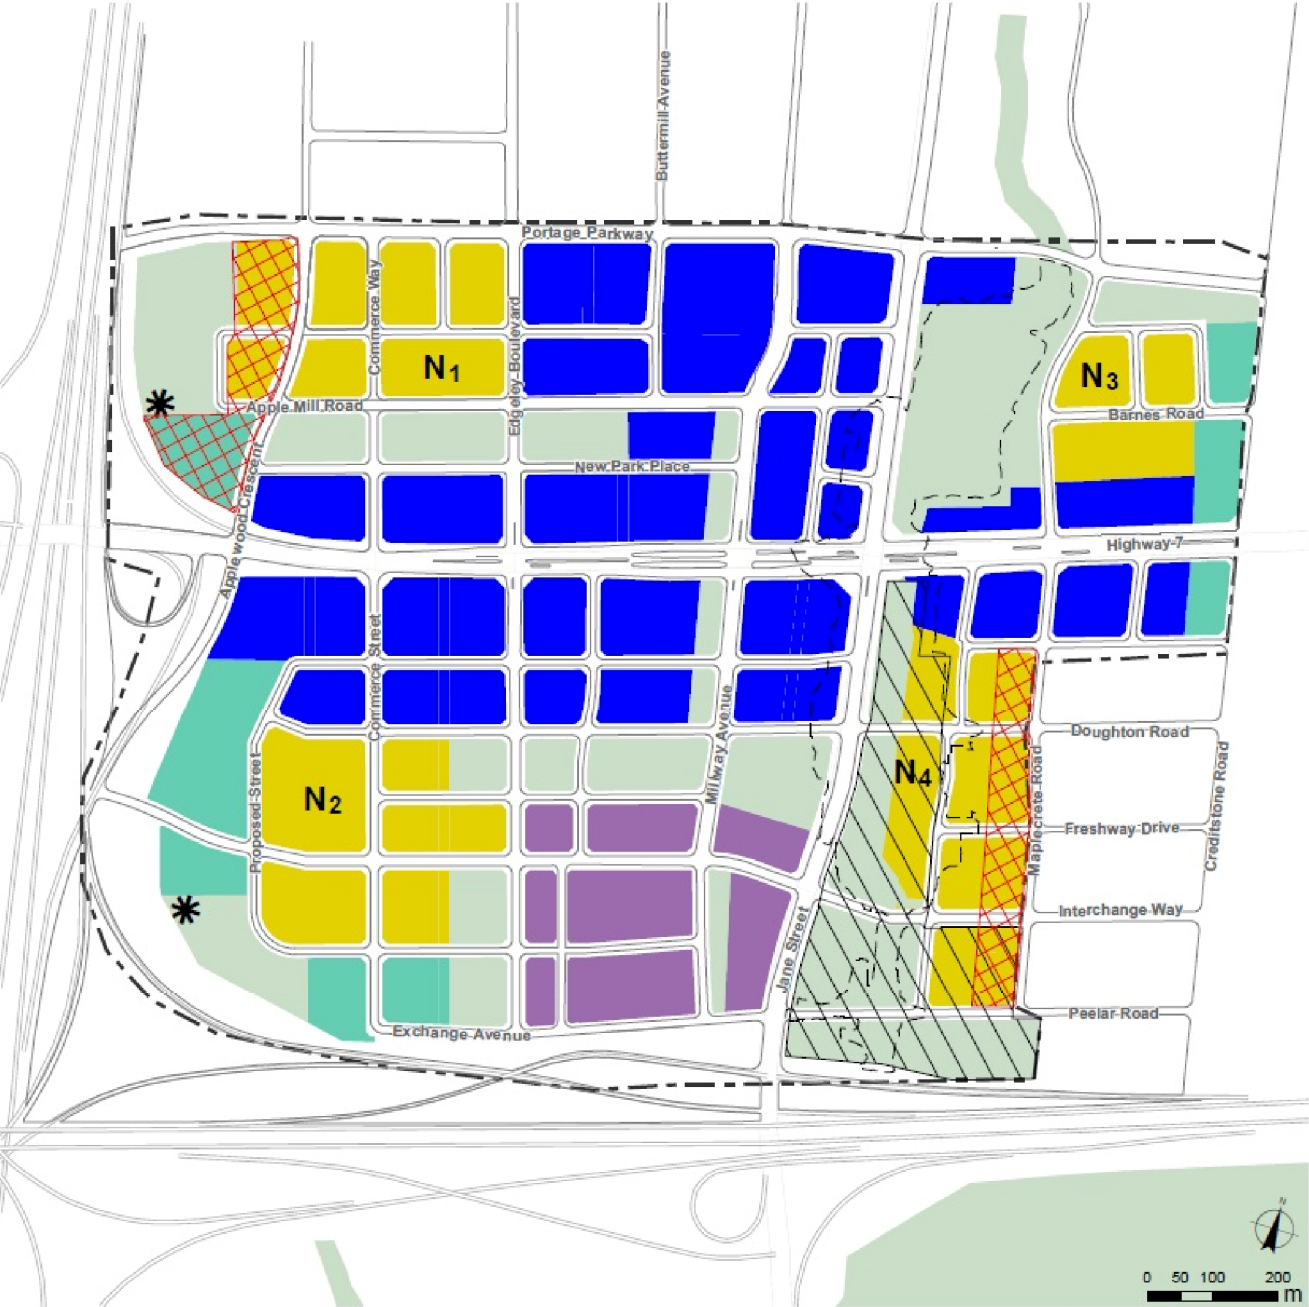 Buttermill Avenue
Portage Parkway
Commerce Way
Edgeley Boulevard
N1
N3
Apple Mill Road
Barnes Road
New Park Place
Applewood Crescent
Highway 7
Commerce Street
Millway Avenue
Doughton Road
Proposed Street
N2
N4
Maplecrete Road
Creditstone Road
Freshway Drive
Interchange Way
Jane Street
Peelar Road
Exchange Avenue
N
0 50 100 200
m